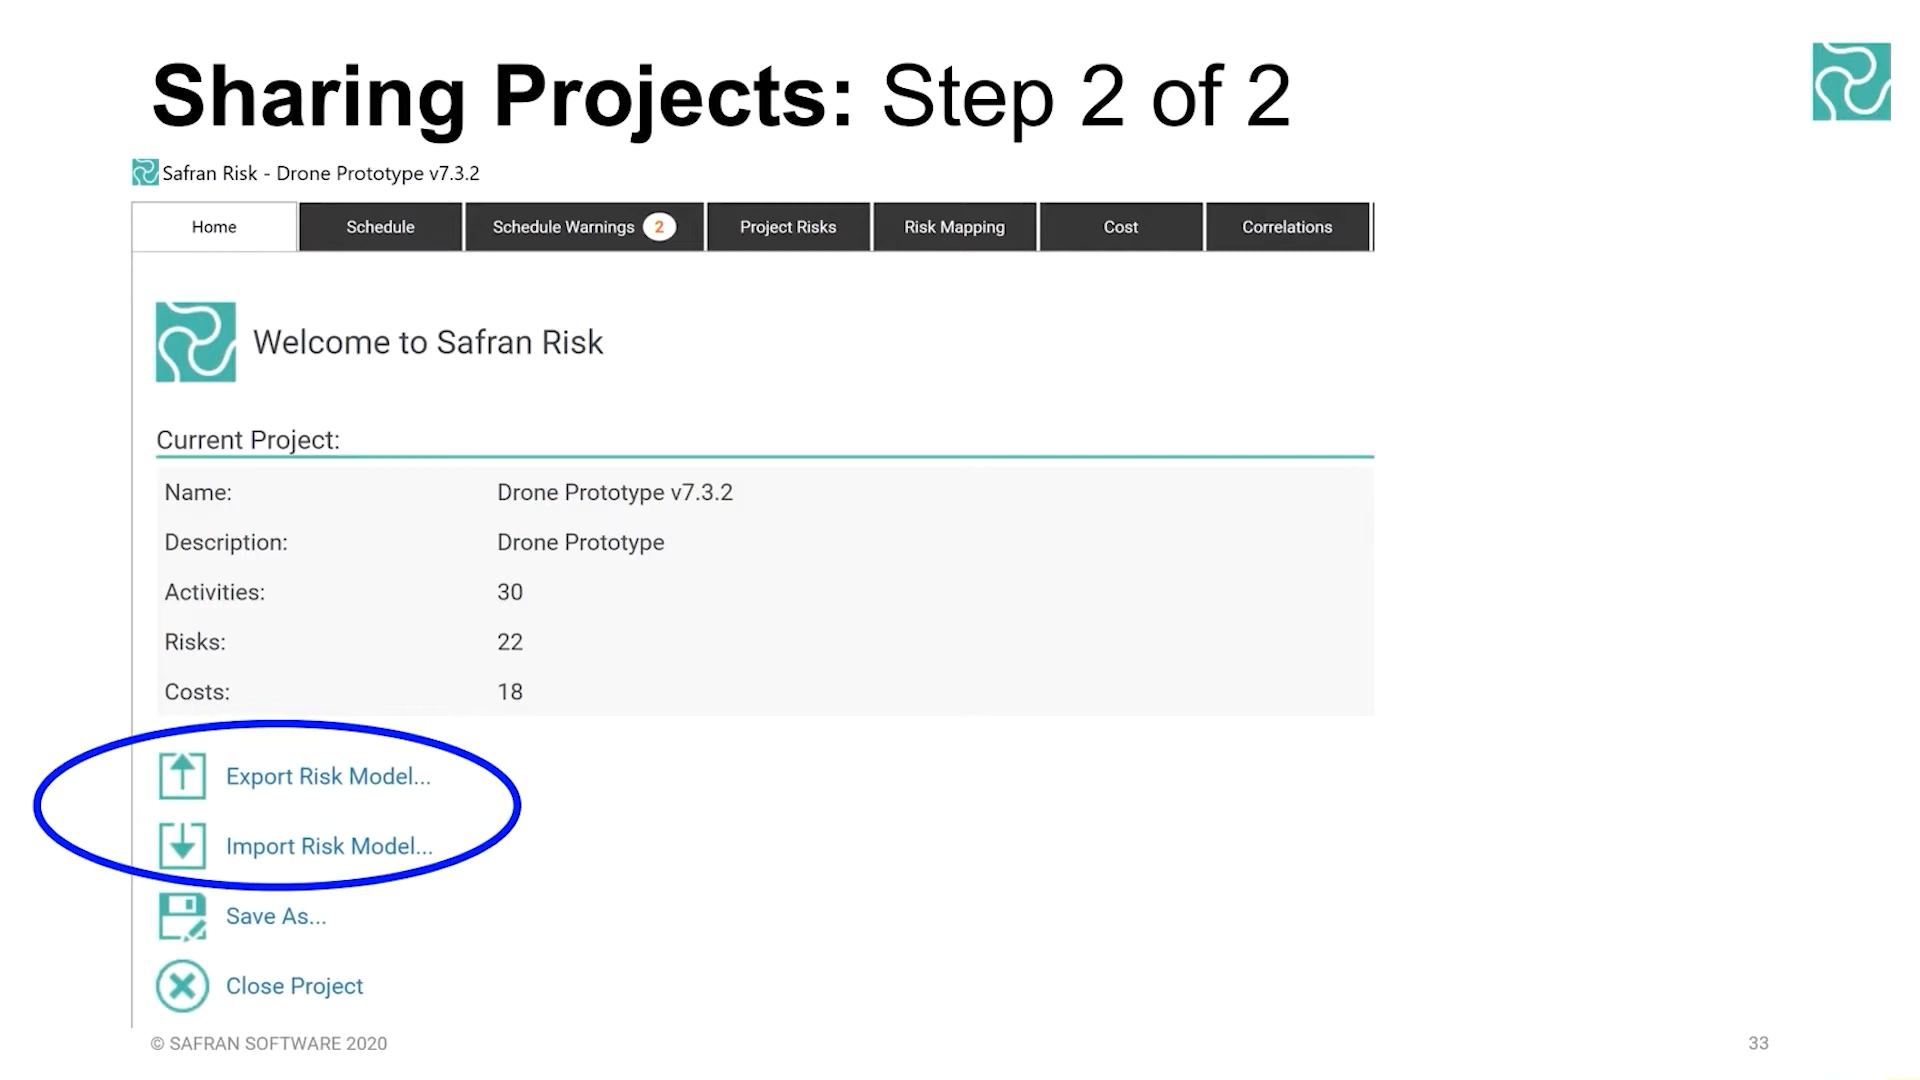 Sharing Projects: Step 2 of 2
Safran Risk - Drone Prototype v7.3.2
Home Schedule Schedule Warnings 2 Project Risks Risk Mapping Cost Correlations
Welcome to Safran Risk
Current Project:
Name: Drone Prototype v7.3.2
Description: Drone Prototype
Activities: 30
Risks: 22
Costs: 18
Export Risk Model...
Import Risk Model...
Save As...
Close Project
© SAFRAN SOFTWARE 2020 33